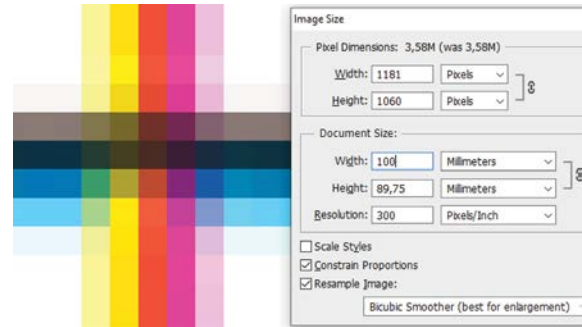 Image Size
Pixel Dimensions: 3,58M (was 3,58M)
Width: 1181 Pixels
Height: 1060 Pixels
Document Size:
Width: 100 Millimeters
Height: 89,75 Millimeters
Resolution: 300 Pixels/Inch
Scale Styles
Constrain Proportions
Resample Image:
Bicubic Smoother (best for enlargement)